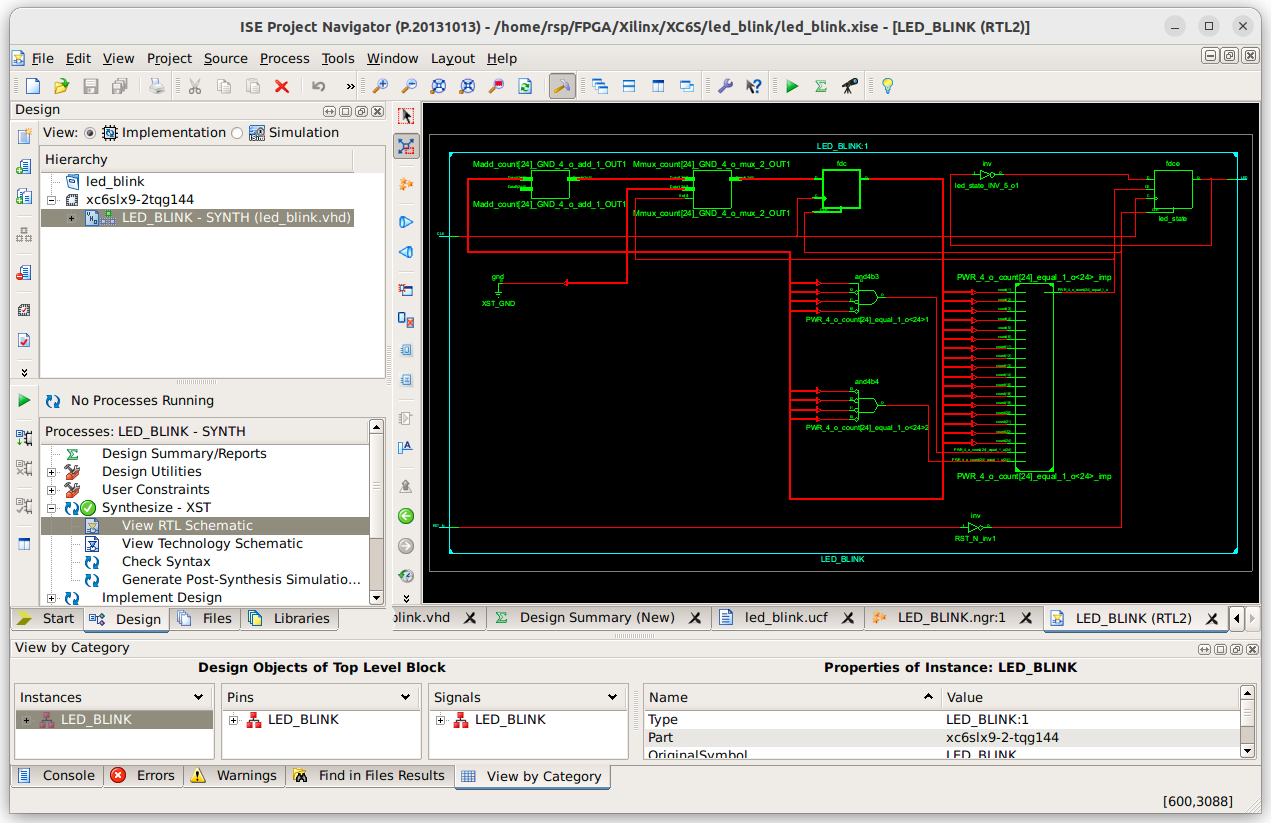 ISE Project Navigator (P.20131013) - /home/rsp/FPGA/Xilinx/XC6S/led_blink/led_blink.xise - [LED_BLINK (RTL2)]
File Edit View Project Source Process Tools Window Layout Help
Design
View: Implementation Simulation
Hierarchy
led_blink
xc6slx9-2tqg144
LED_BLINK - SYNTH (led_blink.vhd)
No Processes Running
Processes: LED_BLINK - SYNTH
Design Summary/Reports
Design Utilities
User Constraints
Synthesize - XST
View RTL Schematic
View Technology Schematic
Check Syntax
Generate Post-Synthesis Simulatio...
Implement Design
Start Design Files Libraries
LED_BLINK:1
Madd_count[24]_GND_4_o_add_1_OUT1 Mmux_count[24]_GND_4_o_mux_2_OUT1 fdc inv fdce
led_state_INV_5_o1
LED
Madd_count[24]_GND_4_o_add_1_OUT1 Mmux_count[24]_GND_4_o_mux_2_OUT1 led_state
CLK
gnd and4b3 PWR_4_o_count[24]_equal_1_o<24>_imp
XST_GND
PWR_4_o_count[24]_equal_1_o<24>1
and4b4
PWR_4_o_count[24]_equal_1_o<24>2
PWR_4_o_count[24]_equal_1_o<24>_imp
inv
RST_N_inv1
LED_BLINK
blink.vhd Design Summary (New) led_blink.ucf LED_BLINK.ngr:1 LED_BLINK (RTL2)
View by Category
Design Objects of Top Level Block Properties of Instance: LED_BLINK
Instances Pins Signals Name Value
LED_BLINK LED_BLINK LED_BLINK Type LED_BLINK:1
Part xc6slx9-2-tqg144
OriginalSymbol LED_BLINK
Console Errors Warnings Find in Files Results View by Category
[600,3088]